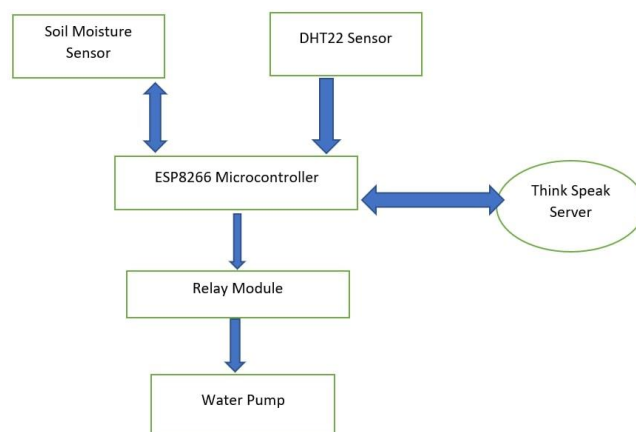 Soil Moisture
Sensor
DHT22 Sensor
ESP8266 Microcontroller
Think Speak
Server
Relay Module
Water Pump